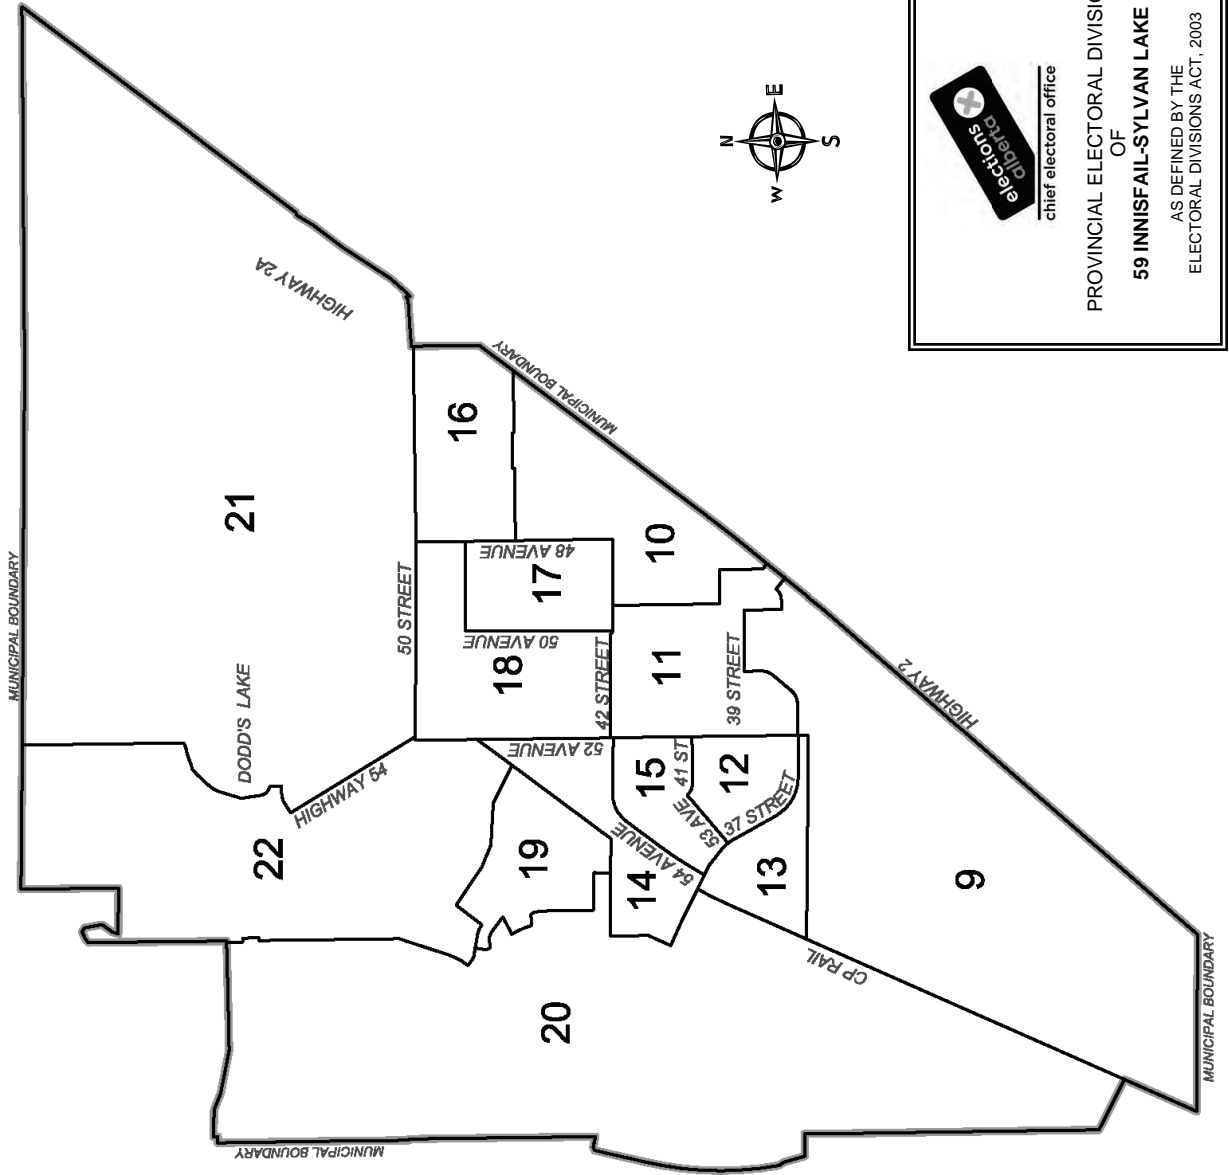 MUNICIPAL BOUNDARY
HIGHWAY 2A
21
DODD'S LAKE
50 STREET
HIGHWAY 54
22
16
MUNICIPAL BOUNDARY
48 AVENUE
17
50 AVENUE
18
10
42 STREET
52 AVENUE
11
39 STREET
15
41 ST
12
53 AVE
37 STREET
54 AVENUE
19
14
13
9
CP RAIL
20
HIGHWAY 2
MUNICIPAL BOUNDARY
MUNICIPAL BOUNDARY
N
E
S
W
elections
alberta
chief electoral office
PROVINCIAL ELECTORAL DIVISIO
OF
59 INNISFAIL-SYLVAN LAKE
AS DEFINED BY THE
ELECTORAL DIVISIONS ACT, 2003